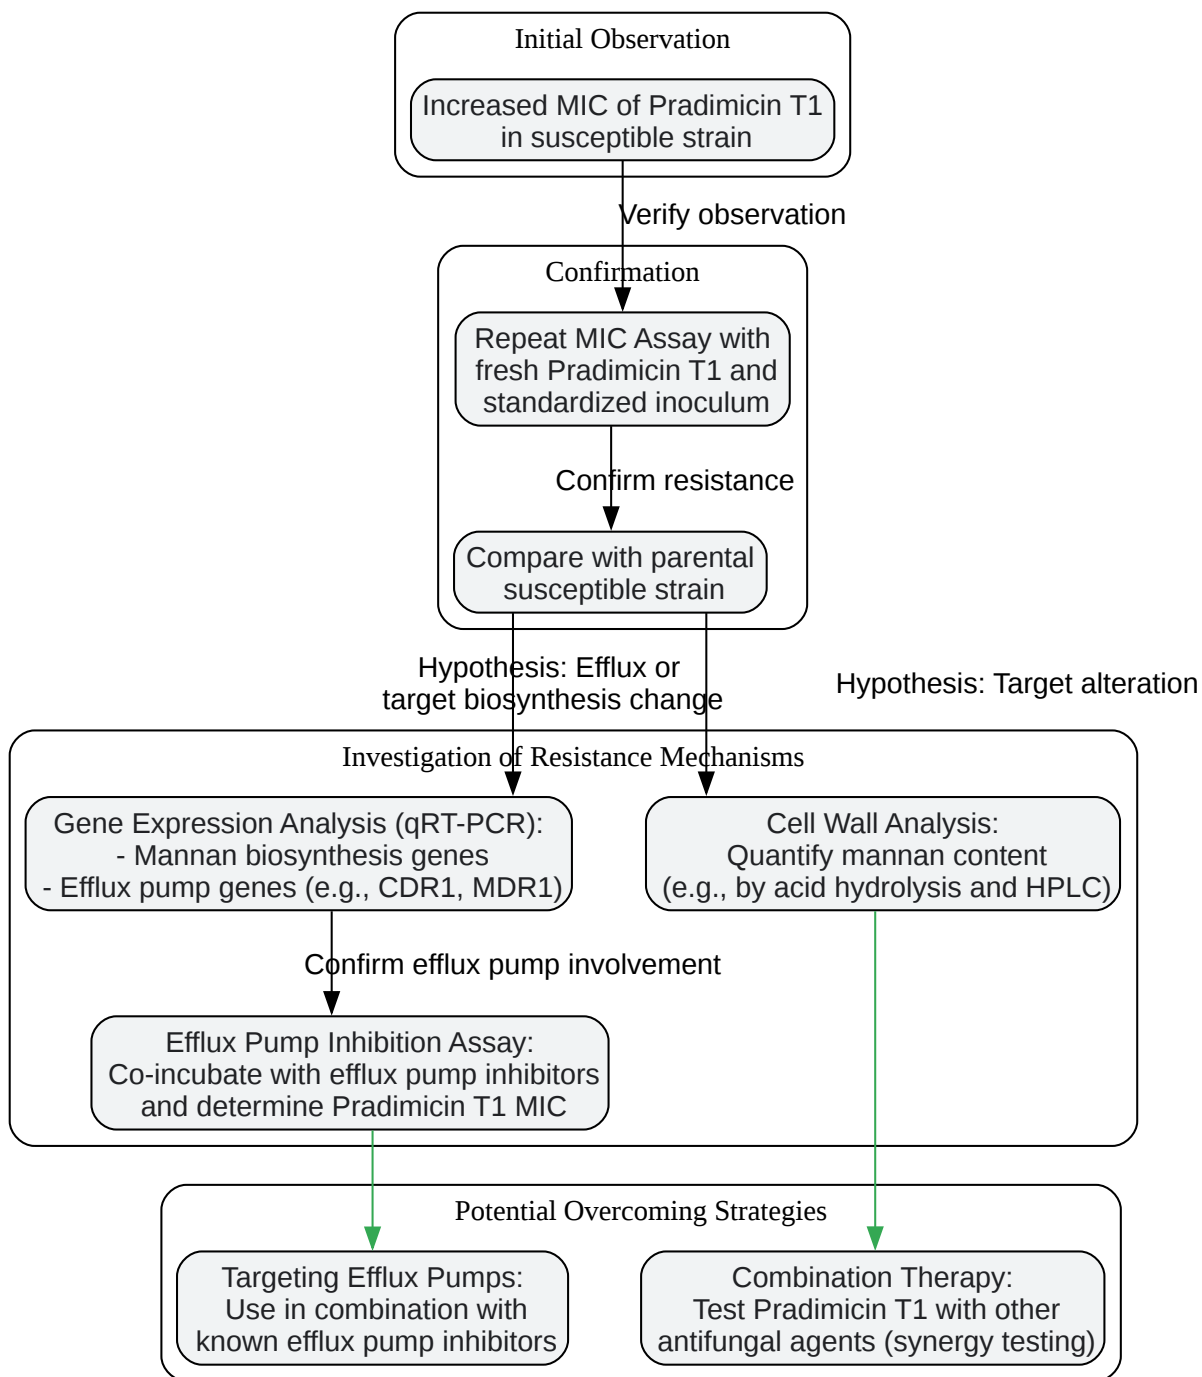 Initial Observation
Increased MIC of Pradimicin T1
in susceptible strain
Verify observation
Confirmation
Repeat MIC Assay with
fresh Pradimicin T1 and
standardized inoculum
Confirm resistance
Compare with parental
susceptible strain
Hypothesis: Efflux or
target biosynthesis change
Hypothesis: Target alteration
Investigation of Resistance Mechanisms
Gene Expression Analysis (qRT-PCR):
- Mannan biosynthesis genes
- Efflux pump genes (e.g., CDR1, MDR1)
Cell Wall Analysis:
Quantify mannan content
(e.g., by acid hydrolysis and HPLC)
Confirm efflux pump involvement
Efflux Pump Inhibition Assay:
Co-incubate with efflux pump inhibitors
and determine Pradimicin T1 MIC
Potential Overcoming Strategies
Targeting Efflux Pumps:
Use in combination with
known efflux pump inhibitors
Combination Therapy:
Test Pradimicin T1 with other
antifungal agents (synergy testing)